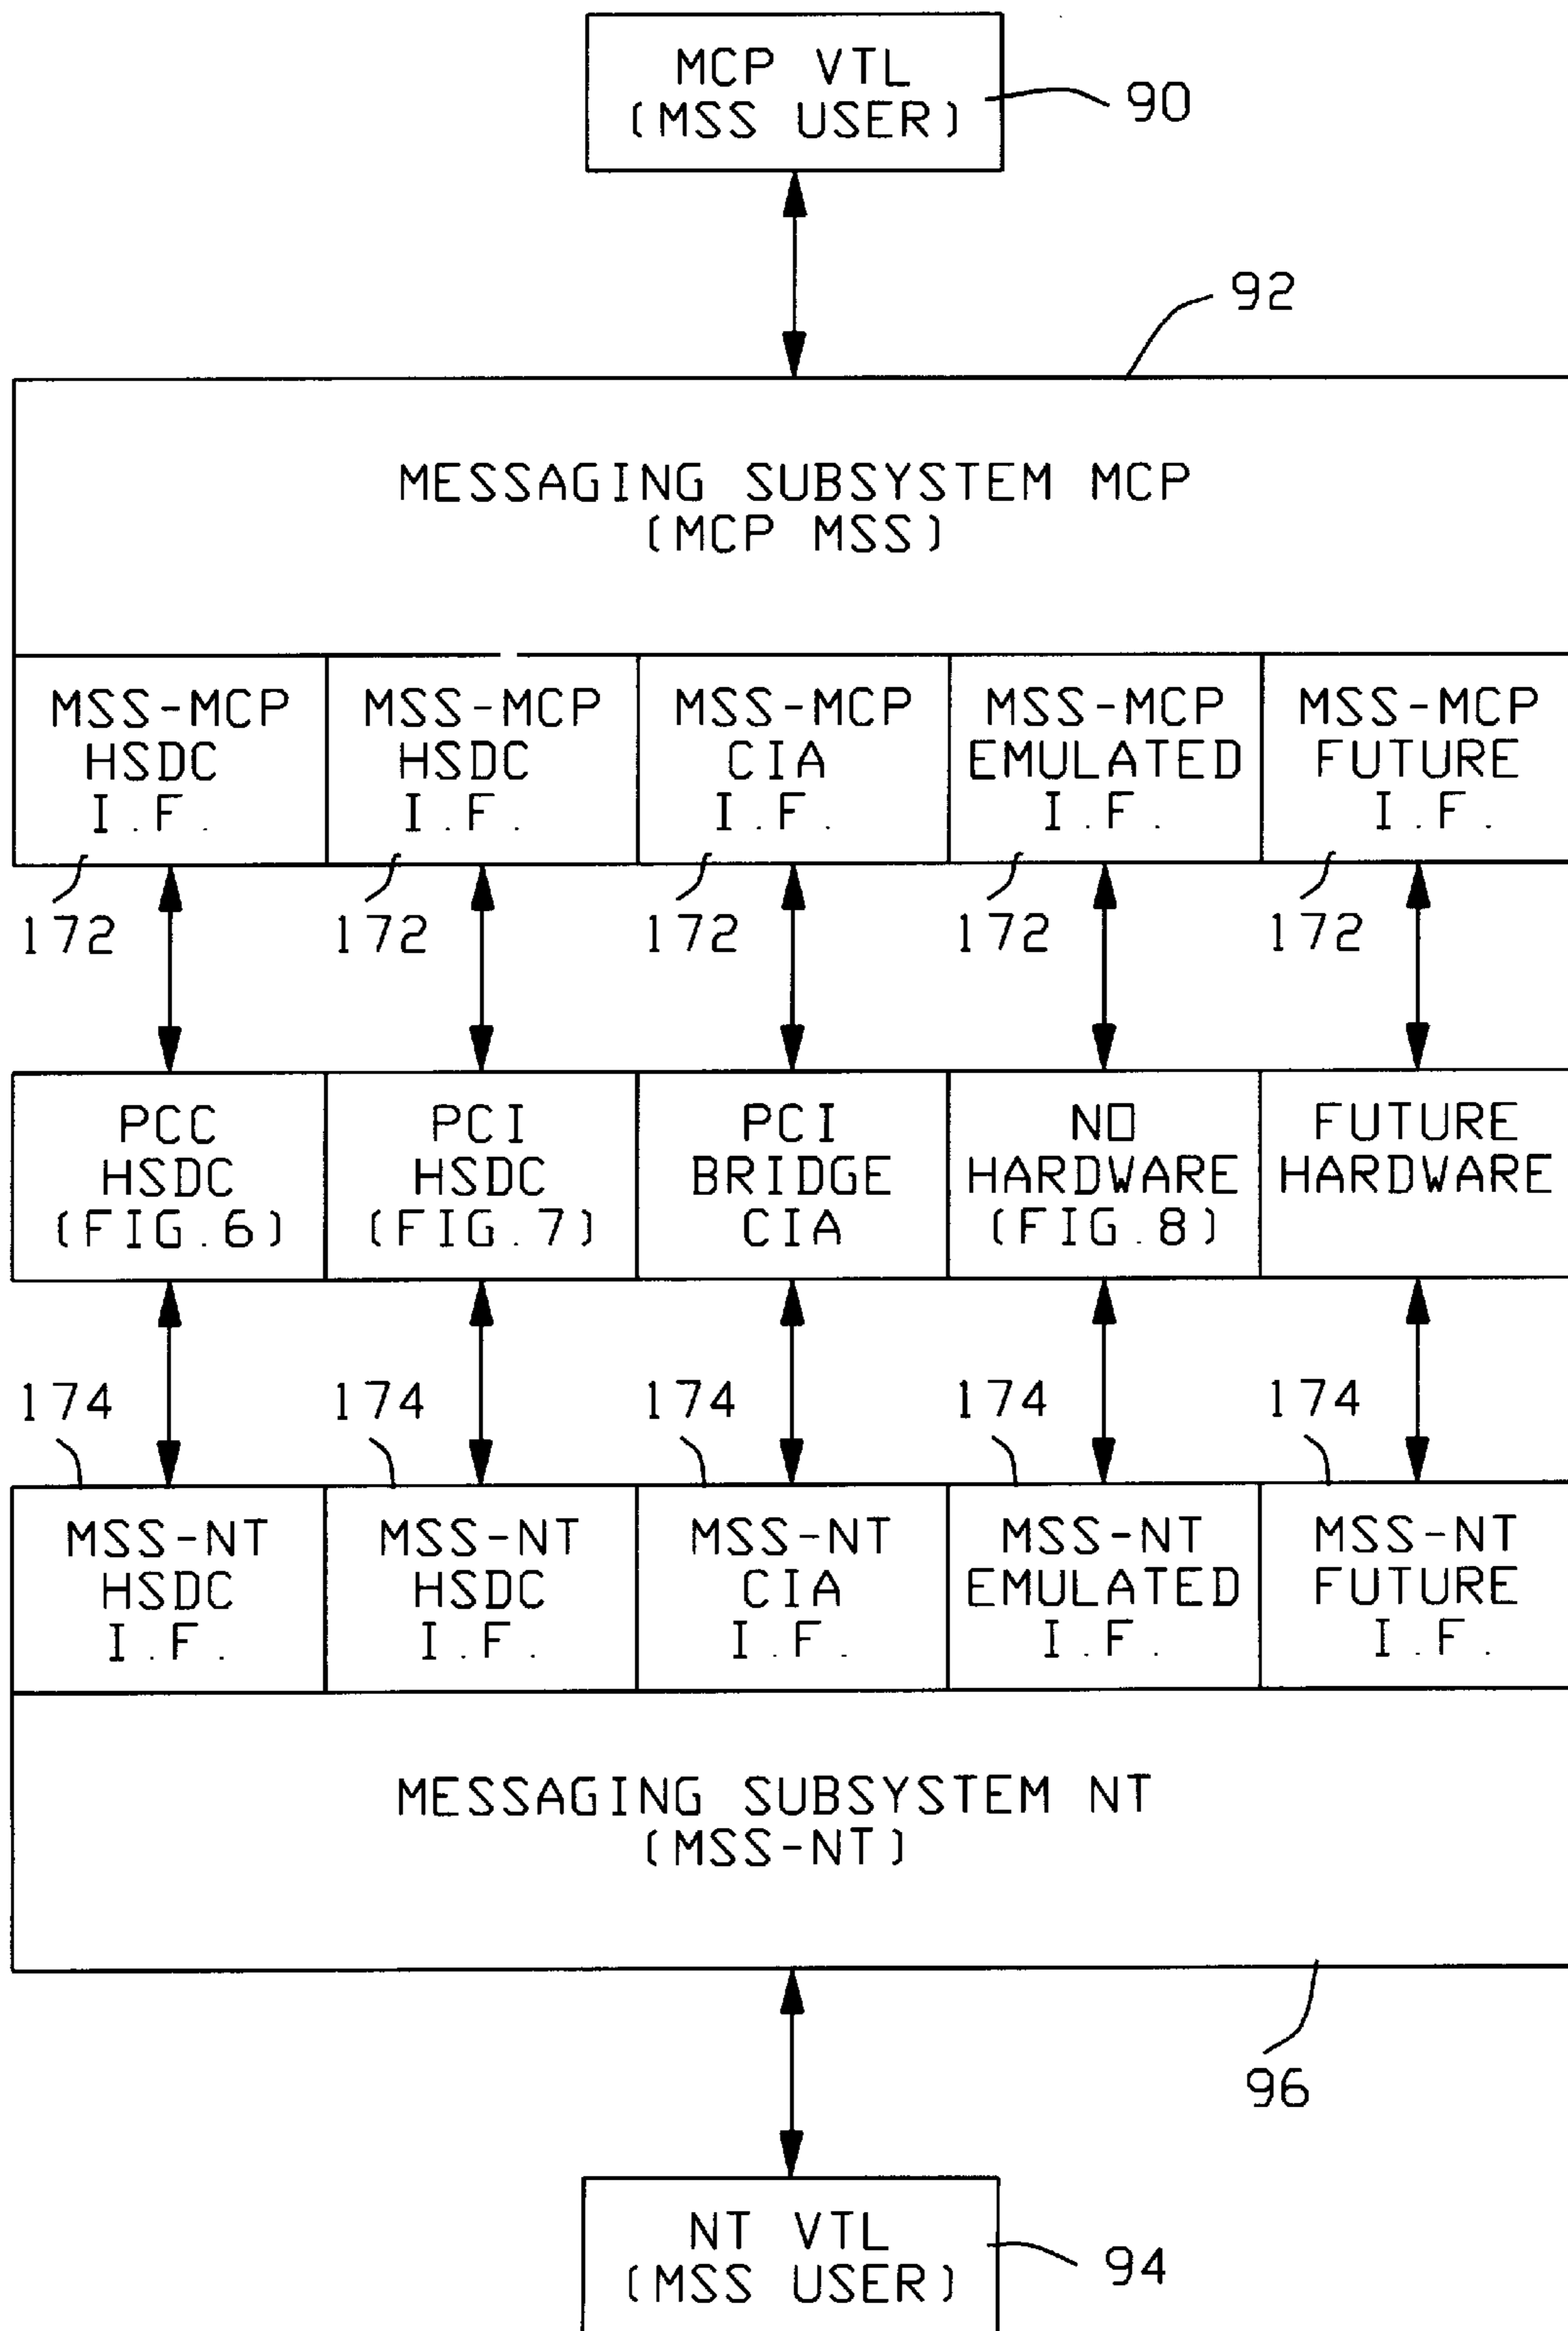 MCP VTL
(MSS USER)
90
92
MESSAGING SUBSYSTEM MCP
(MCP MSS)
MSS-MCP
HSDC
I.F.
MSS-MCP
HSDC
I.F.
MSS-MCP
CIA
I.F.
MSS-MCP
EMULATED
I.F.
MSS-MCP
FUTURE
I.F.
172
172
172
172
172
PCC
HSDC
(FIG.6)
PCI
HSDC
(FIG.7)
PCI
BRIDGE
CIA
NO
HARDWARE
(FIG.8)
FUTURE
HARDWARE
174
174
174
174
174
MSS-NT
HSDC
I.F.
MSS-NT
HSDC
I.F.
MSS-NT
CIA
I.F.
MSS-NT
EMULATED
I.F.
MSS-NT
FUTURE
I.F.
MESSAGING SUBSYSTEM NT
(MSS-NT)
96
NT VTL
(MSS USER)
94